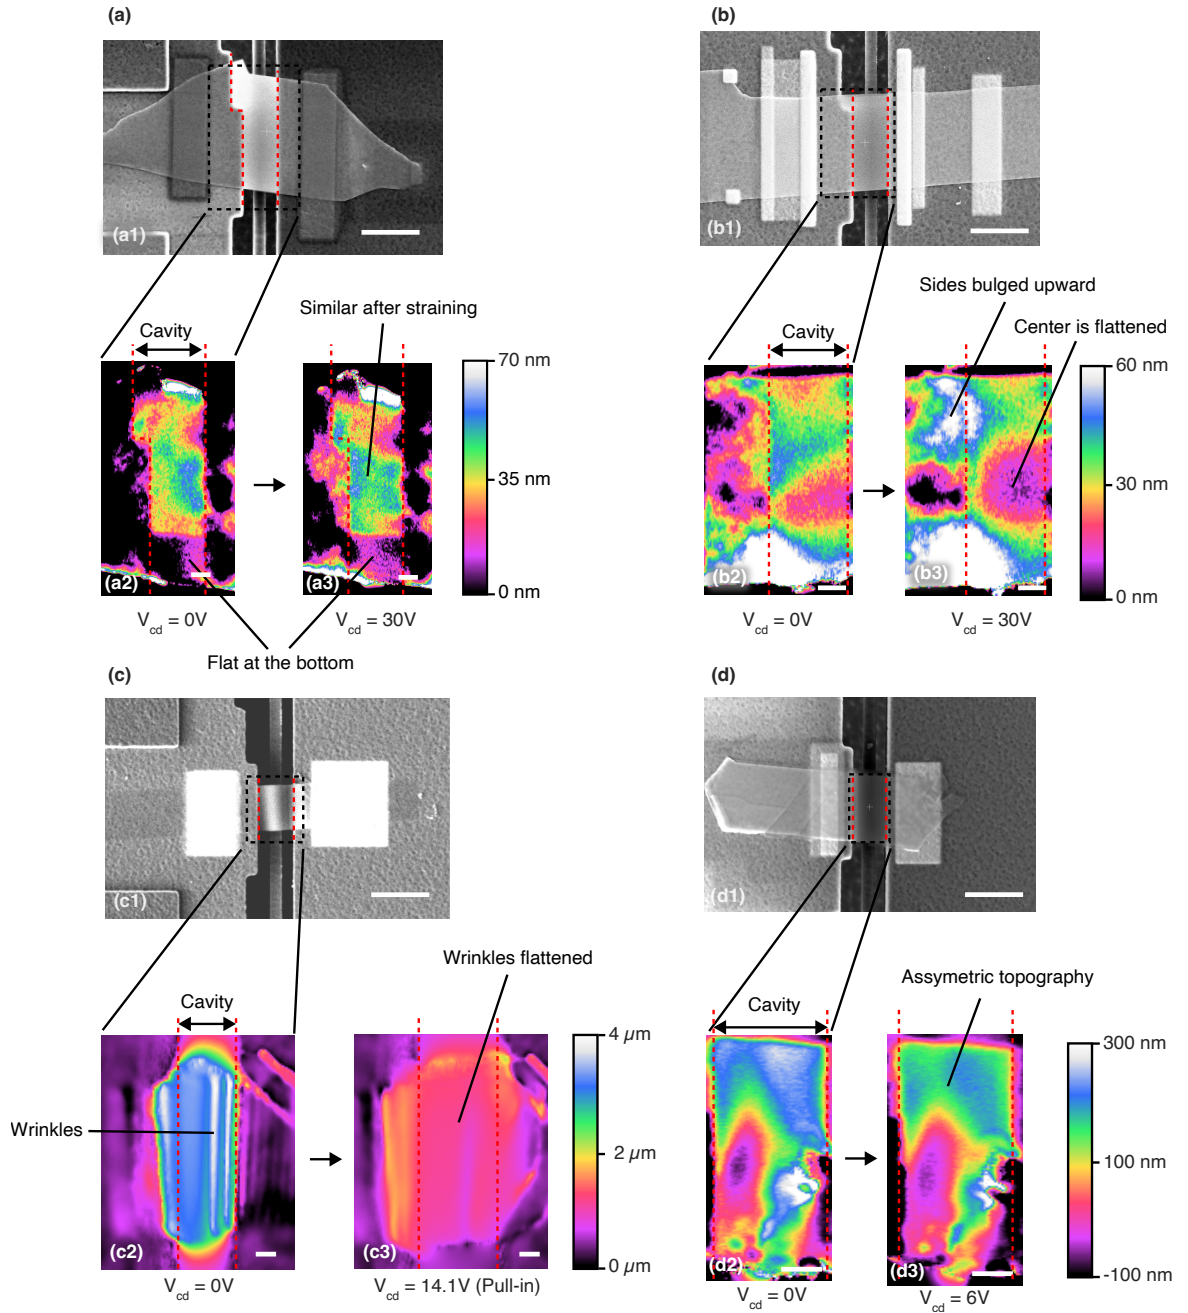 (a)
(b)
(a1)
(b1)
Similar after straining
Cavity
70 nm
35 nm
0 nm
(a2)
(a3)
V_cd = 0V
V_cd = 30V
Flat at the bottom
Sides bulged upward
Center is flattened
Cavity
60 nm
30 nm
0 nm
(b2)
(b3)
V_cd = 0V
V_cd = 30V
(c)
(d)
(c1)
(d1)
Wrinkles flattened
Cavity
4 µm
2 µm
0 µm
Wrinkles
(c2)
(c3)
V_cd = 0V
V_cd = 14.1V (Pull-in)
Assymetric topography
Cavity
300 nm
100 nm
-100 nm
(d2)
(d3)
V_cd = 0V
V_cd = 6V